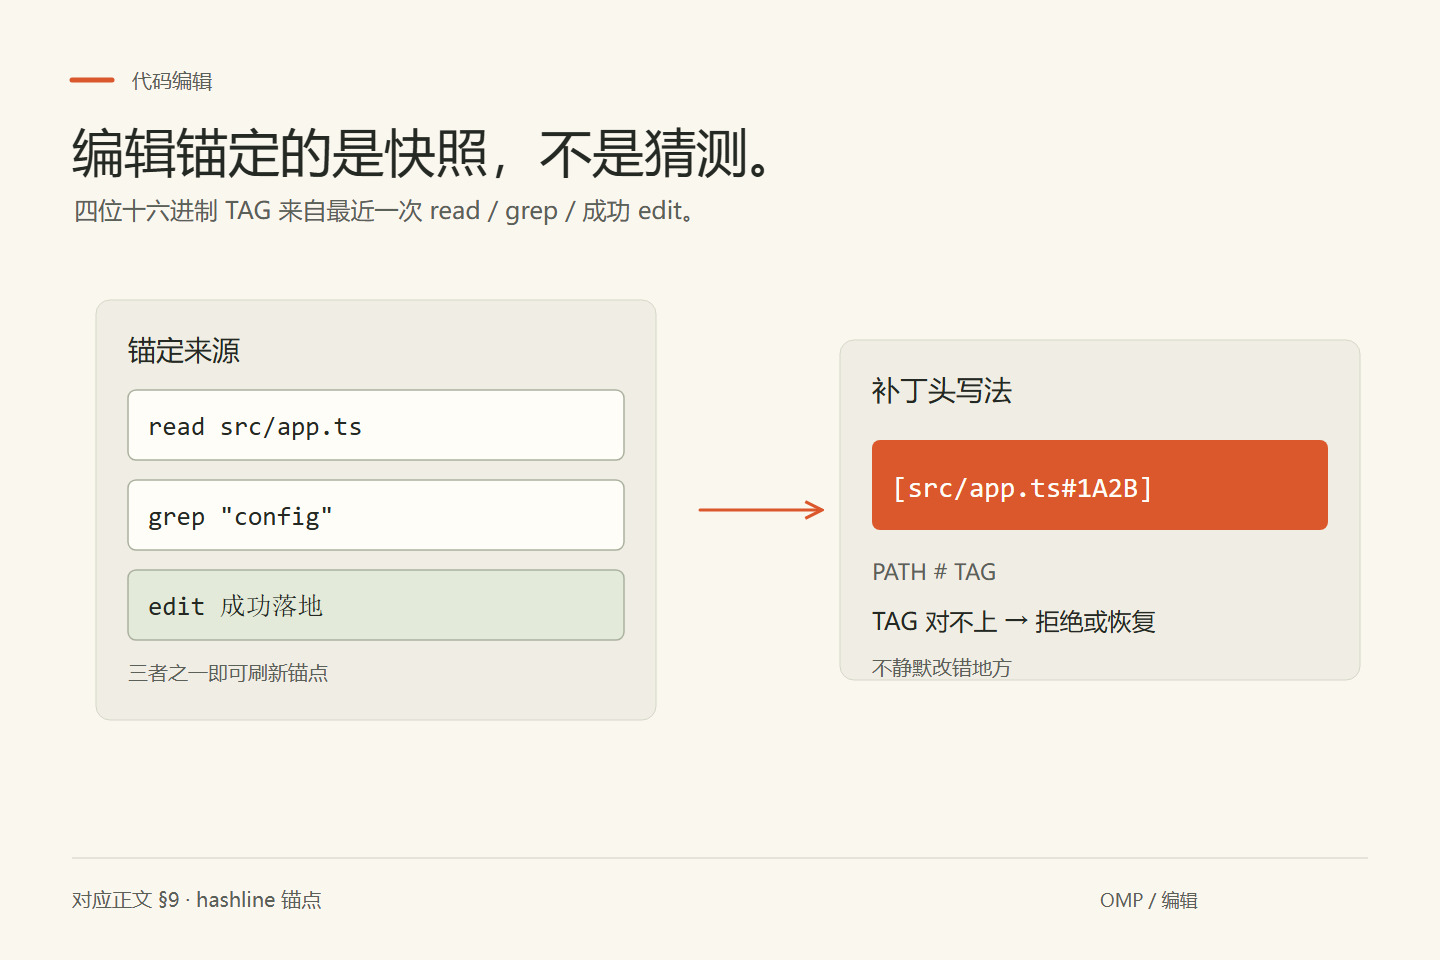 代码编辑
编辑锚定的是快照，不是猜测。
四位十六进制 TAG 来自最近一次 read / grep / 成功 edit。
锚定来源
read src/app.ts
grep "config"
edit 成功落地
三者之一即可刷新锚点
补丁头写法
[src/app.ts#1A2B]
PATH # TAG
TAG 对不上 → 拒绝或恢复
不静默改错地方
对应正文 §9 · hashline 锚点
OMP / 编辑